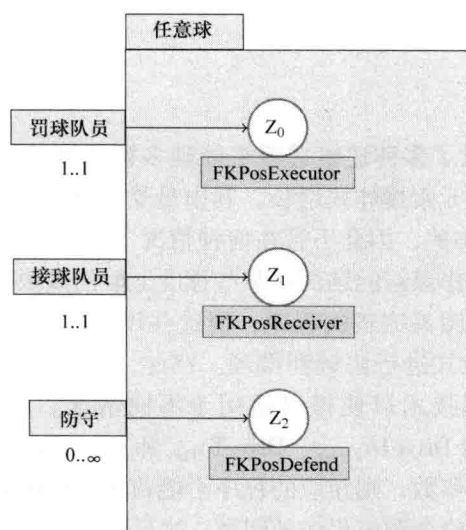 任意球
罚球队员
Z0
1..1
FKPosExecutor
接球队员
Z1
1..1
FKPosReceiver
防守
Z2
0..∞
FKPosDefend